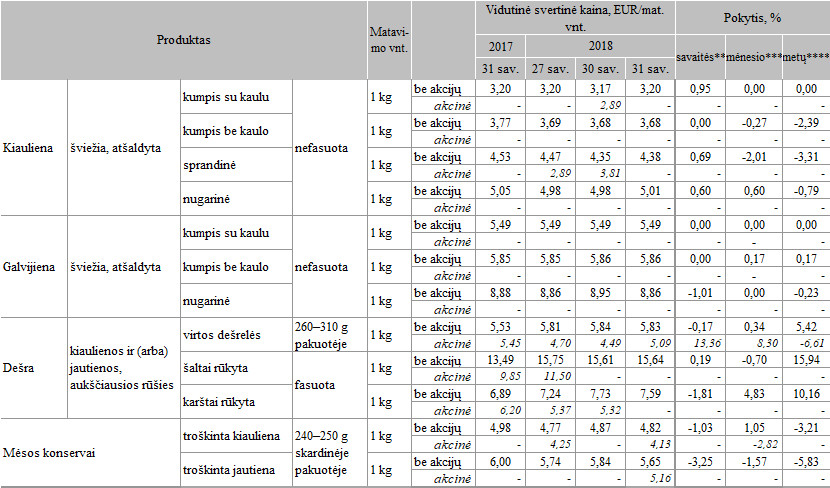 Produktas Matavi- mo vnt. Vidutinė svertinė kaina, EUR/mat. vnt. Pokytis, %
2017 2018 savaitės** mėnesio*** metų****
31 sav. 27 sav. 30 sav. 31 sav.
Kiauliena šviežia, atšaldyta kumpis su kaulu nefasuota 1 kg be akcijų 3,20 3,20 3,17 3,20 0,95 0,00 0,00
akcinė - - 2,89 - - - -
kumpis be kaulo 1 kg be akcijų 3,77 3,69 3,68 3,68 0,00 -0,27 -2,39
akcinė - - - - - - -
sprandinė 1 kg be akcijų 4,53 4,47 4,35 4,38 0,69 -2,01 -3,31
akcinė - 2,89 3,81 - - - -
nugarinė 1 kg be akcijų 5,05 4,98 4,98 5,01 0,60 0,60 -0,79
akcinė - - - - - - -
Galvijiena šviežia, atšaldyta kumpis su kaulu nefasuota 1 kg be akcijų 5,49 5,49 5,49 5,49 0,00 0,00 0,00
akcinė - - - - - - -
kumpis be kaulo 1 kg be akcijų 5,85 5,85 5,86 5,86 0,00 0,17 0,17
akcinė - - - - - - -
nugarinė 1 kg be akcijų 8,88 8,86 8,95 8,86 -1,01 0,00 -0,23
akcinė - - - - - - -
Dešra kiaulienos ir (arba) jautienos, aukščiausios rūšies virtos dešrelės 260–310 g pakuotėje 1 kg be akcijų 5,53 5,81 5,84 5,83 -0,17 0,34 5,42
akcinė 5,45 4,70 4,49 5,09 13,36 8,30 -6,61
šaltai rūkyta fasuota 1 kg be akcijų 13,49 15,75 15,61 15,64 0,19 -0,70 15,94
akcinė 9,85 11,50 - - - - -
karštai rūkyta 1 kg be akcijų 6,89 7,24 7,73 7,59 -1,81 4,83 10,16
akcinė 6,20 5,37 5,32 - - - -
Mėsos konservai troškinta kiauliena 240–250 g skardinėje pakuotėje 1 kg be akcijų 4,98 4,77 4,87 4,82 -1,03 1,05 -3,21
akcinė - 4,25 - 4,13 - -2,82 -
troškinta jautiena 1 kg be akcijų 6,00 5,74 5,84 5,65 -3,25 -1,57 -5,83
akcinė - - - 5,16 - - -